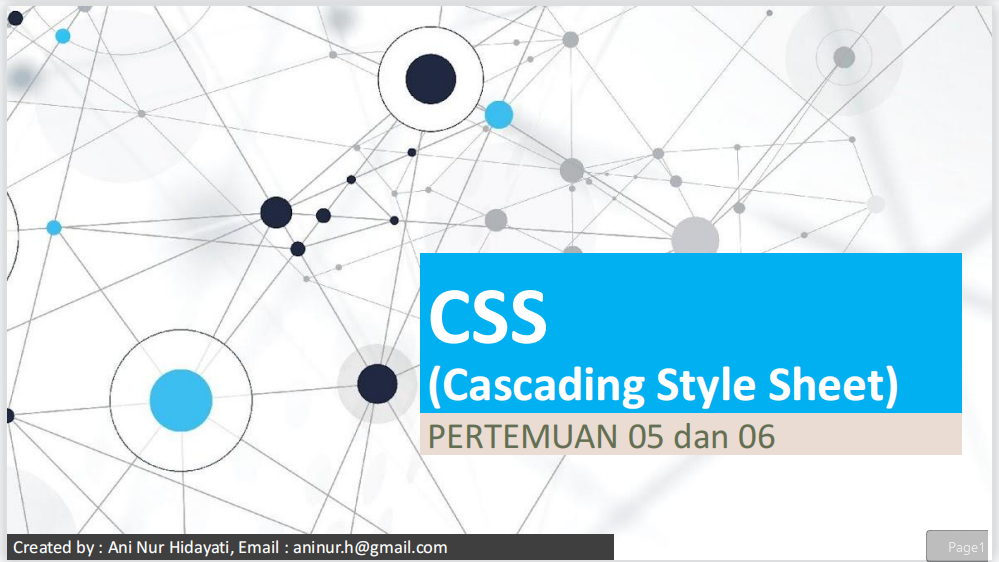 CSS
(Cascading Style Sheet)
PERTEMUAN 05 dan 06
Created by : Ani Nur Hidayati, Email : aninur.h@gmail.com
Page1